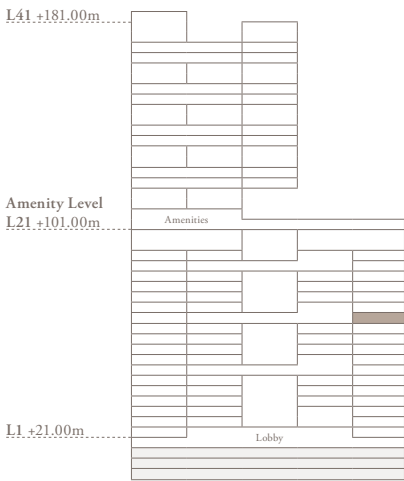 L41 +181.00m
Amenity Level
L21 +101.00m
Amenities
L1 +21.00m
Lobby